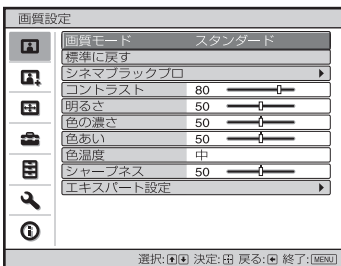 画質設定
画質モード スタンダード
標準に戻す
シネマブラックプロ
コントラスト 80
明るさ 50
色の濃さ 50
色あい 50
色温度 中
シャープネス 50
エキスパート設定
選択: 決定: 戻る: 終了: MENU